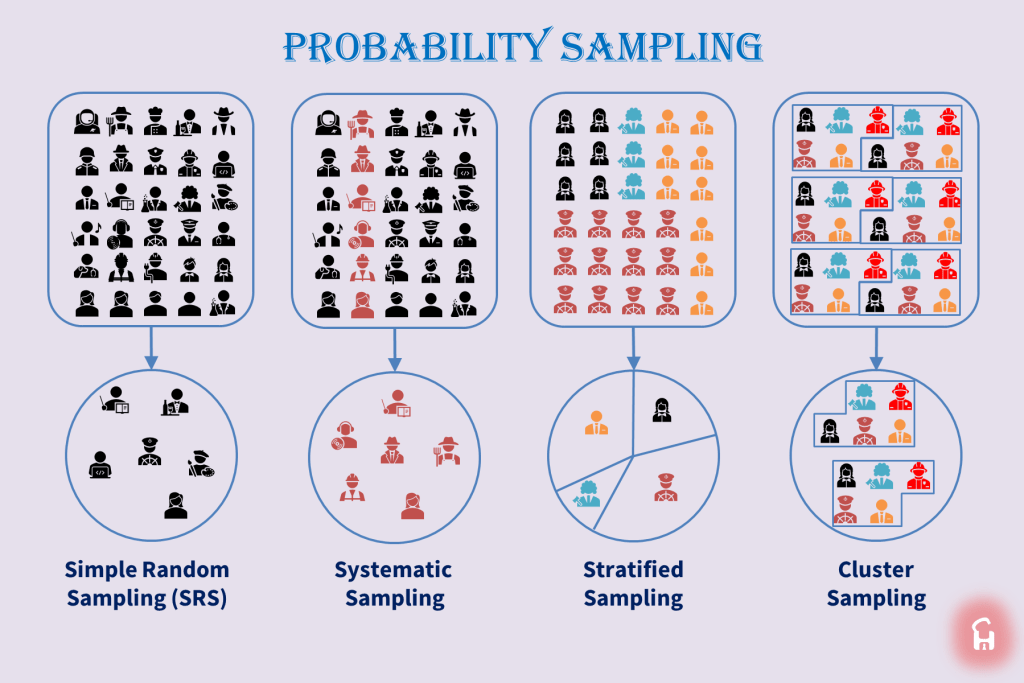 PROBABILITY SAMPLING
Simple Random
Sampling (SRS)
Systematic
Sampling
Stratified
Sampling
Cluster
Sampling